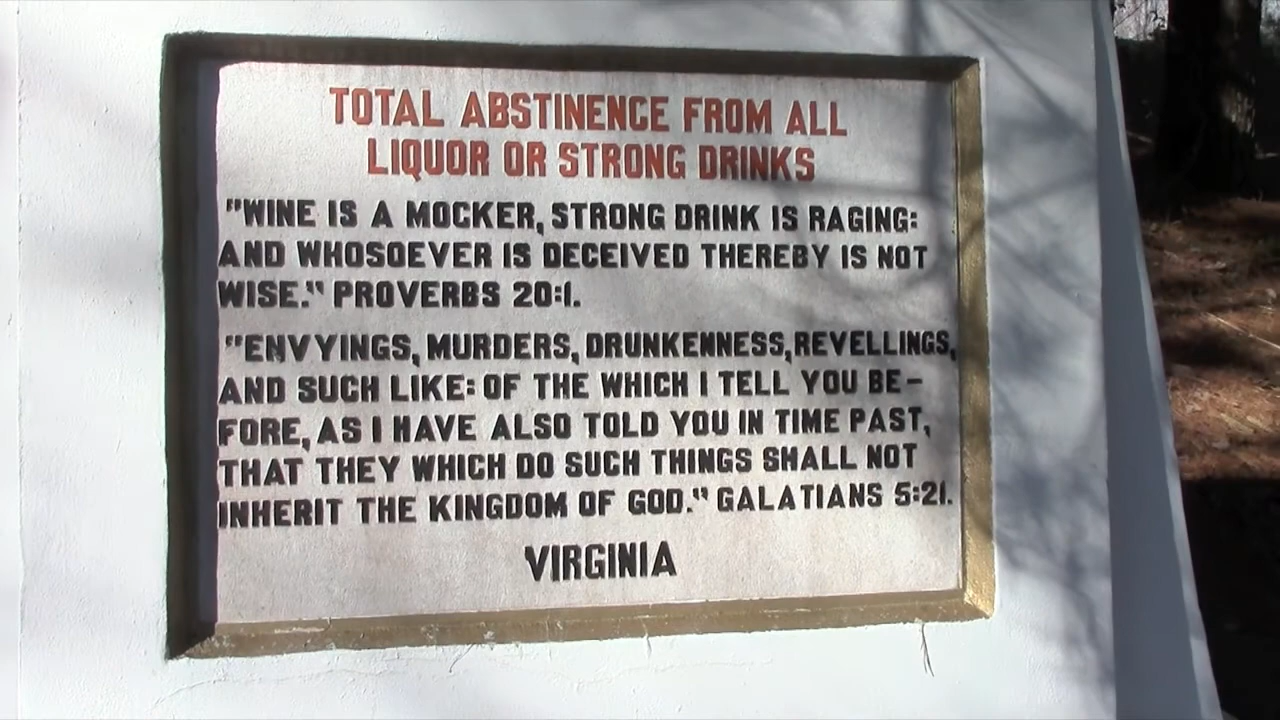 TOTAL ABSTINENCE FROM ALL
LIQUOR OR STRONG DRINKS
"WINE IS A MOCKER, STRONG DRINK IS RAGING:
AND WHOSOEVER IS DECEIVED THEREBY IS NOT
WISE." PROVERBS 20:1.
"ENVYINGS, MURDERS, DRUNKENNESS, REVELLINGS,
AND SUCH LIKE: OF THE WHICH I TELL YOU BE-
FORE, AS I HAVE ALSO TOLD YOU IN TIME PAST,
THAT THEY WHICH DO SUCH THINGS SHALL NOT
INHERIT THE KINGDOM OF GOD." GALATIANS 5:21.
VIRGINIA